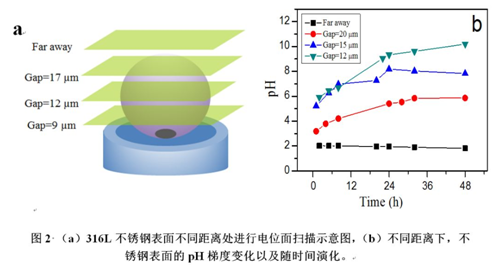 a
Far away
Gap=17 μm
Gap=12 μm
Gap=9 μm
b
Far away
Gap=20 μm
Gap=15 μm
Gap=12 μm
pH
12
10
8
6
4
2
0
0 8 16 24 32 40 48
Time (h)
图 2 （a）316L 不锈钢表面不同距离处进行电位面扫描示意图，（b）不同距离下，不
锈钢表面的 pH 梯度变化以及随时间演化。